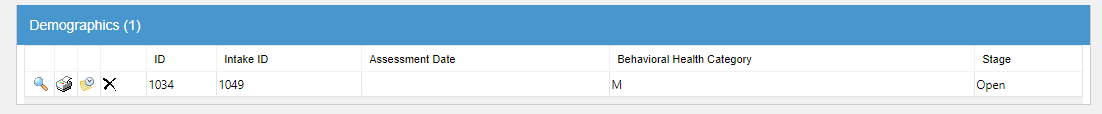 Demographics (1)
ID Intake ID Assessment Date Behavioral Health Category Stage
1034 1049 M Open